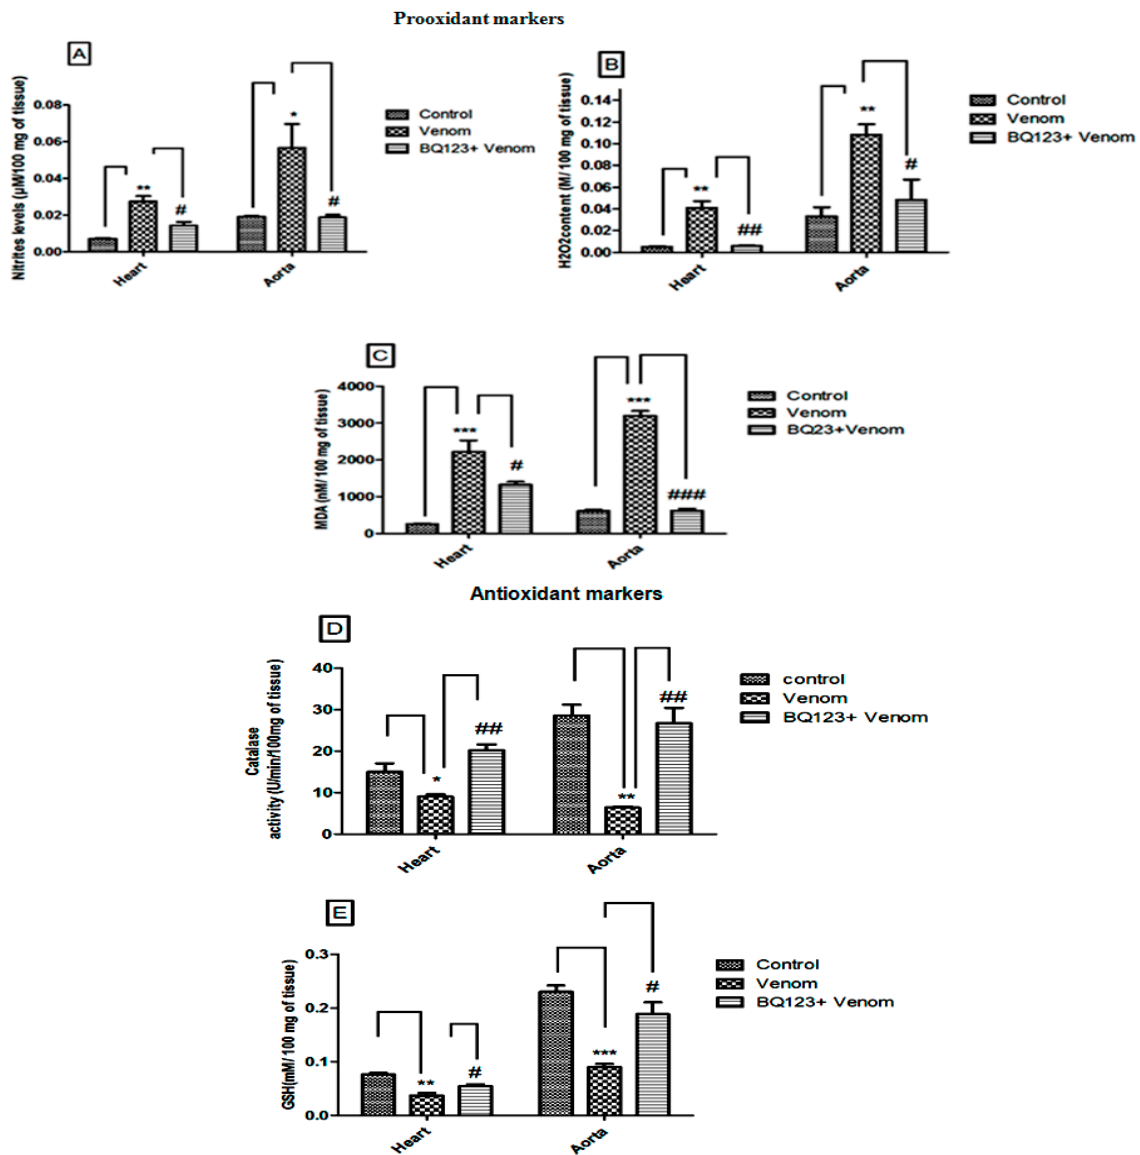 Prooxidant markers
A
Nitrites levels (µM/100 mg of tissue)
0.08
0.06
0.04
0.02
0.00
**
#
*
#
Heart
Aorta
Control
Venom
BQ123+ Venom
B
H2O2content (M/ 100 mg of tissue)
0.14
0.12
0.10
0.08
0.06
0.04
0.02
0.00
**
##
**
#
Heart
Aorta
Control
Venom
BQ123+ Venom
C
MDA (nM/ 100 mg of tissue)
4000
3000
2000
1000
0
***
#
***
###
Heart
Aorta
Control
Venom
BQ23+Venom
Antioxidant markers
D
Catalase
activity (U/min/100mg of tissue)
40
30
20
10
0
*
##
**
##
Heart
Aorta
control
Venom
BQ123+ Venom
E
GSH(mM/ 100 mg of tissue)
0.3
0.2
0.1
0.0
**
#
***
#
Heart
Aorta
Control
Venom
BQ123+ Venom